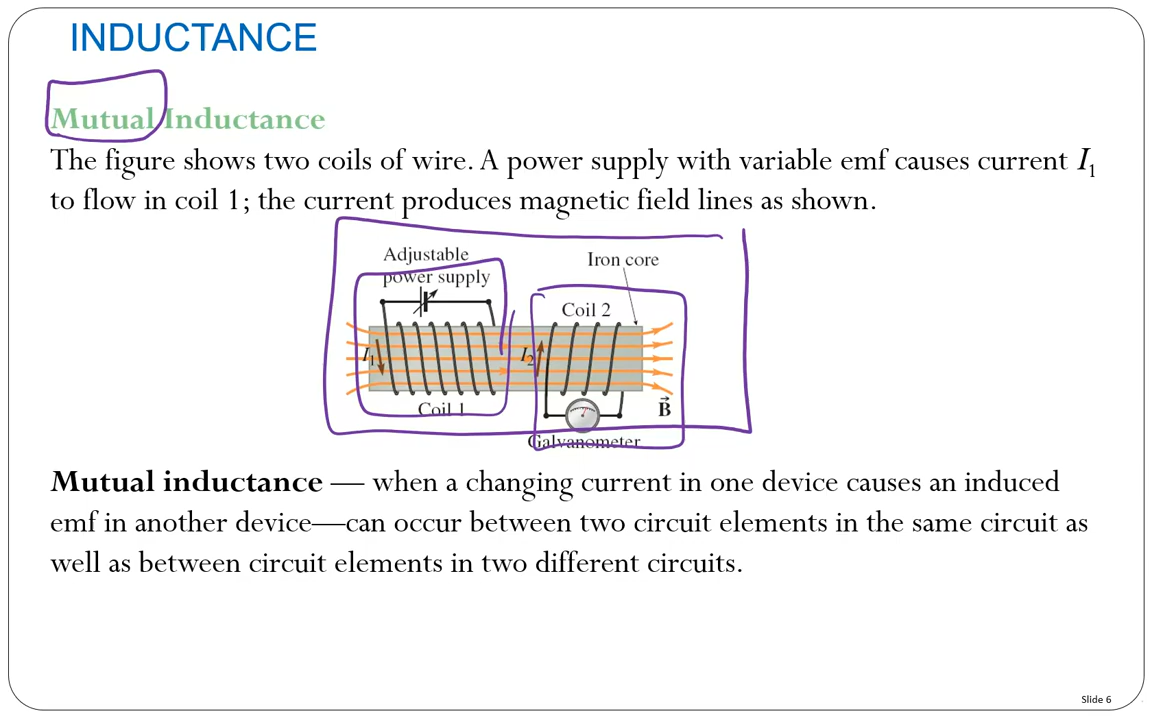 INDUCTANCE
Mutual Inductance
The figure shows two coils of wire. A power supply with variable emf causes current I₁
to flow in coil 1; the current produces magnetic field lines as shown.
Adjustable
power supply
Iron core
Coil 2
I₁
I₂
Coil 1
B⃗
Galvanometer
Mutual inductance — when a changing current in one device causes an induced
emf in another device—can occur between two circuit elements in the same circuit as
well as between circuit elements in two different circuits.
Slide 6